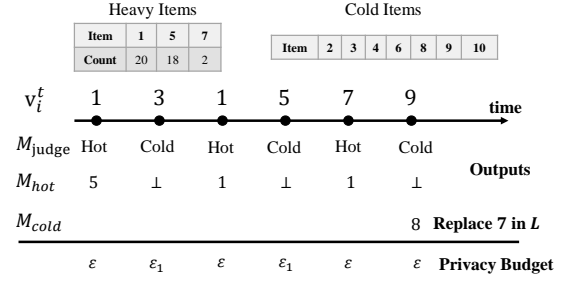 Heavy Items Cold Items
Item 1 5 7
Count 20 18 2
Item 2 3 4 6 8 9 10
v_i^t 1 3 1 5 7 9 time
M_judge Hot Cold Hot Cold Hot Cold
Outputs
M_hot 5 ⊥ 1 ⊥ 1 ⊥
M_cold 8 Replace 7 in L
ε ε₁ ε ε₁ ε ε Privacy Budget